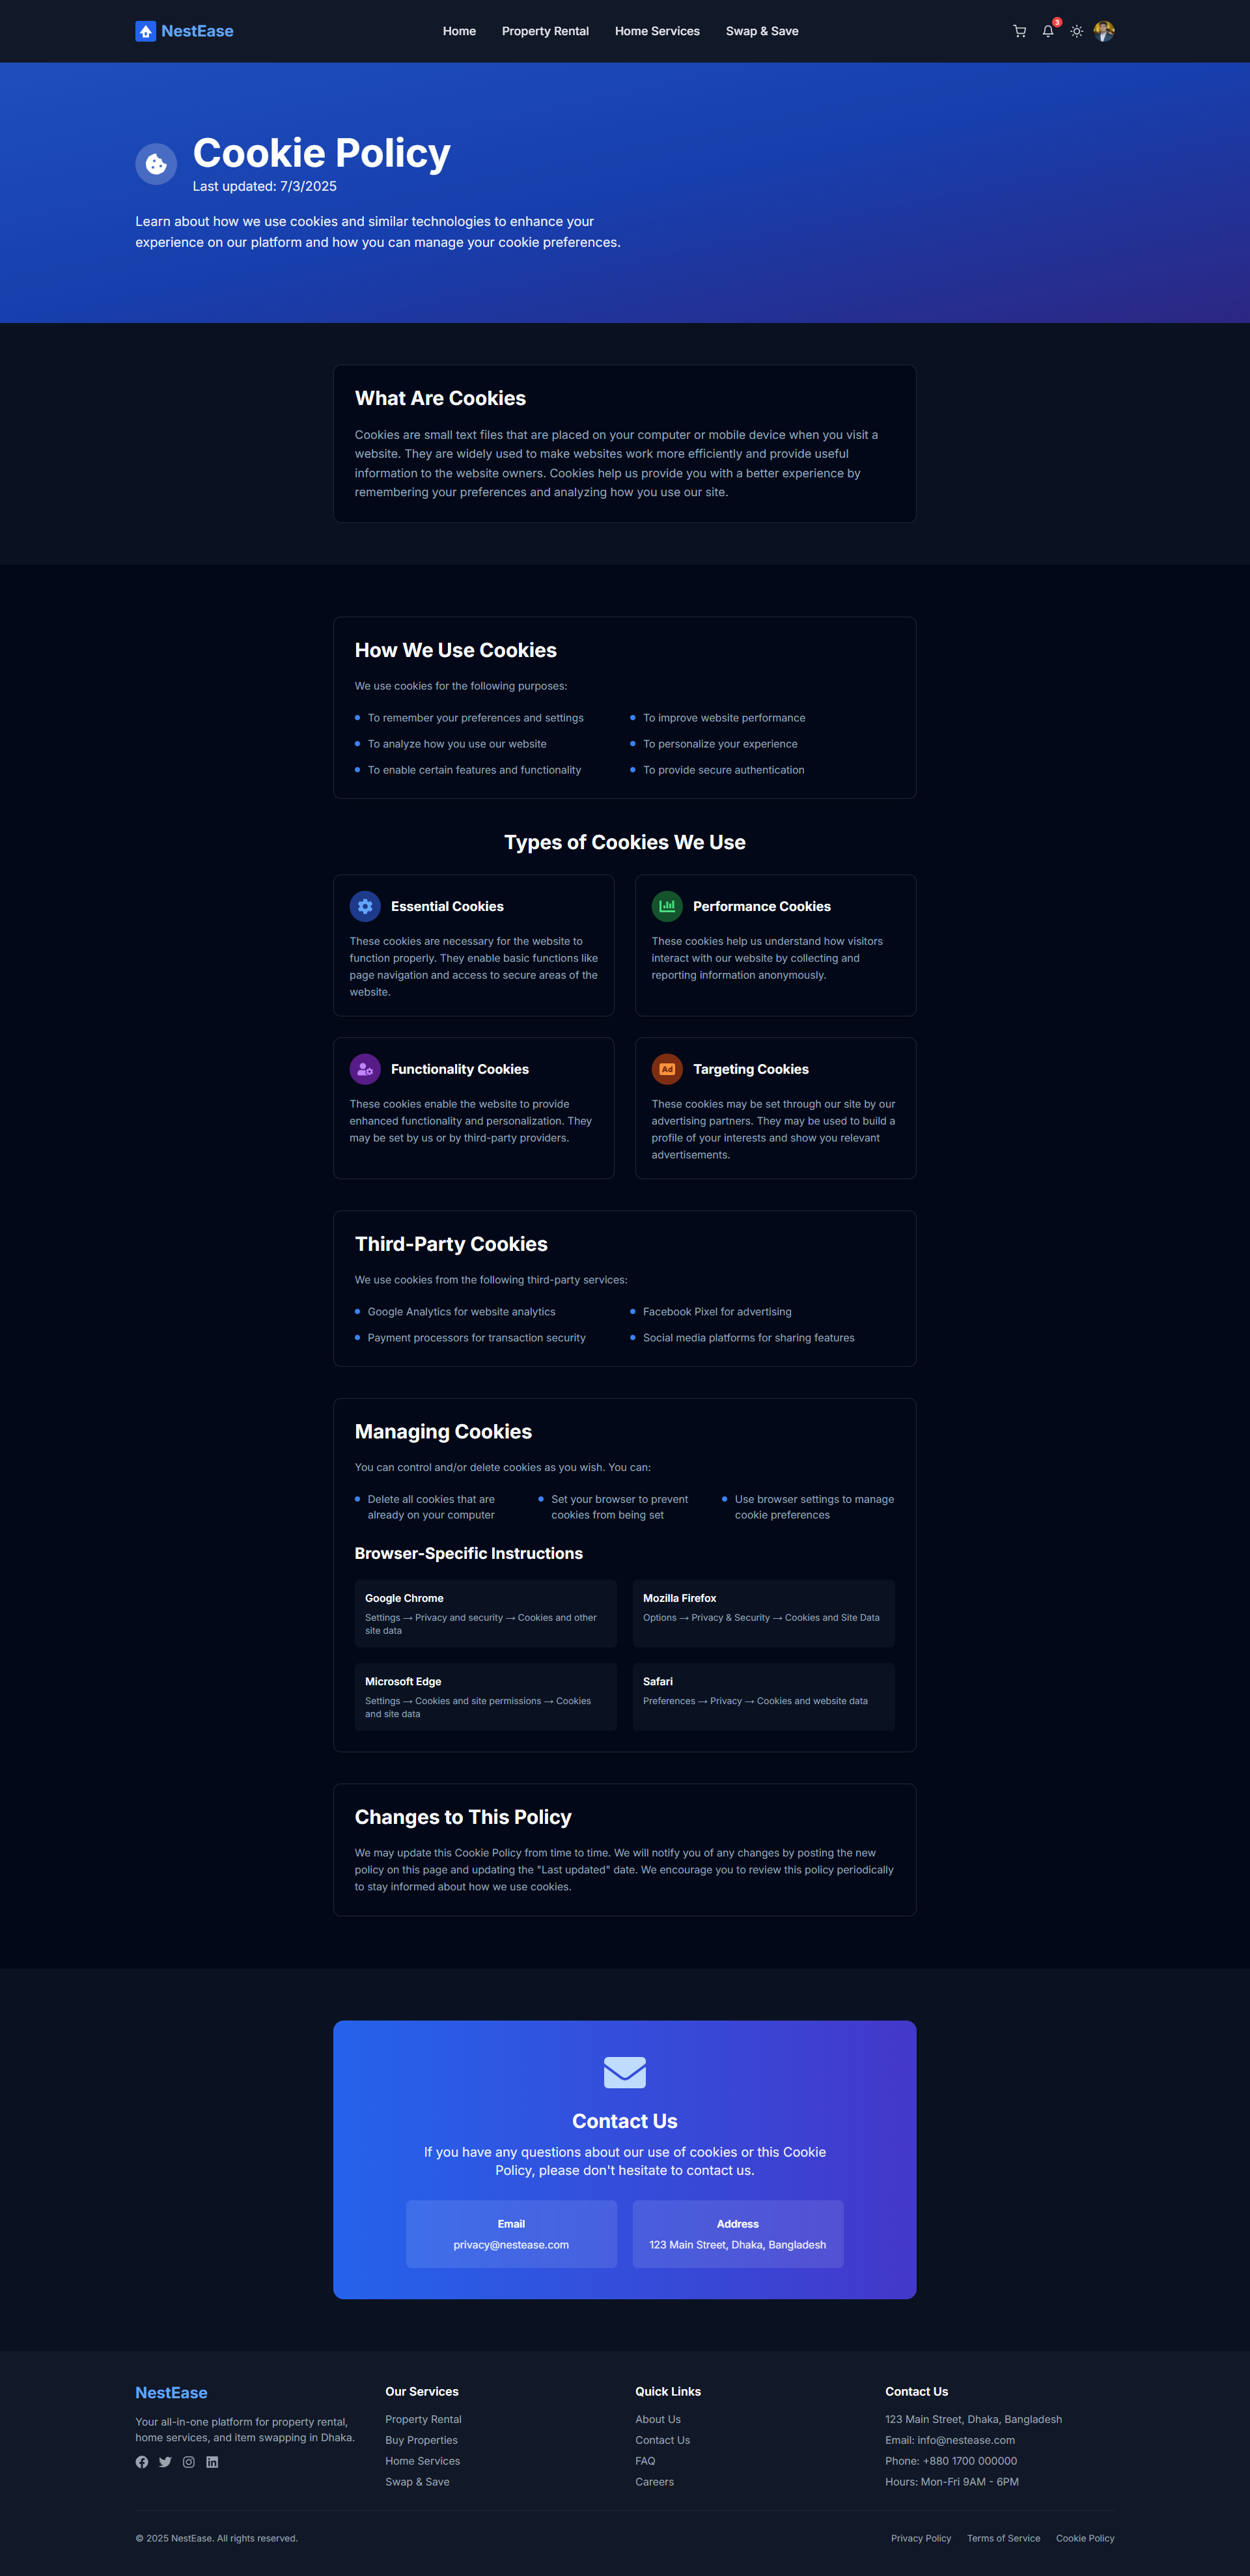 NestEase
Home Property Rental Home Services Swap & Save
3
Cookie Policy
Last updated: 7/3/2025
Learn about how we use cookies and similar technologies to enhance your
experience on our platform and how you can manage your cookie preferences.
What Are Cookies
Cookies are small text files that are placed on your computer or mobile device when you visit a
website. They are widely used to make websites work more efficiently and provide useful
information to the website owners. Cookies help us provide you with a better experience by
remembering your preferences and analyzing how you use our site.
How We Use Cookies
We use cookies for the following purposes:
To remember your preferences and settings
To improve website performance
To analyze how you use our website
To personalize your experience
To enable certain features and functionality
To provide secure authentication
Types of Cookies We Use
Essential Cookies
These cookies are necessary for the website to
function properly. They enable basic functions like
page navigation and access to secure areas of the
website.
Performance Cookies
These cookies help us understand how visitors
interact with our website by collecting and
reporting information anonymously.
Functionality Cookies
These cookies enable the website to provide
enhanced functionality and personalization. They
may be set by us or by third-party providers.
Ad
Targeting Cookies
These cookies may be set through our site by our
advertising partners. They may be used to build a
profile of your interests and show you relevant
advertisements.
Third-Party Cookies
We use cookies from the following third-party services:
Google Analytics for website analytics
Facebook Pixel for advertising
Payment processors for transaction security
Social media platforms for sharing features
Managing Cookies
You can control and/or delete cookies as you wish. You can:
Delete all cookies that are
already on your computer
Set your browser to prevent
cookies from being set
Use browser settings to manage
cookie preferences
Browser-Specific Instructions
Google Chrome
Settings → Privacy and security → Cookies and other
site data
Mozilla Firefox
Options → Privacy & Security → Cookies and Site Data
Microsoft Edge
Settings → Cookies and site permissions → Cookies
and site data
Safari
Preferences → Privacy → Cookies and website data
Changes to This Policy
We may update this Cookie Policy from time to time. We will notify you of any changes by posting the new
policy on this page and updating the "Last updated" date. We encourage you to review this policy periodically
to stay informed about how we use cookies.
Contact Us
If you have any questions about our use of cookies or this Cookie
Policy, please don't hesitate to contact us.
Email
privacy@nestease.com
Address
123 Main Street, Dhaka, Bangladesh
NestEase
Your all-in-one platform for property rental,
home services, and item swapping in Dhaka.
Our Services
Property Rental
Buy Properties
Home Services
Swap & Save
Quick Links
About Us
Contact Us
FAQ
Careers
Contact Us
123 Main Street, Dhaka, Bangladesh
Email: info@nestease.com
Phone: +880 1700 000000
Hours: Mon-Fri 9AM - 6PM
© 2025 NestEase. All rights reserved.
Privacy Policy Terms of Service Cookie Policy